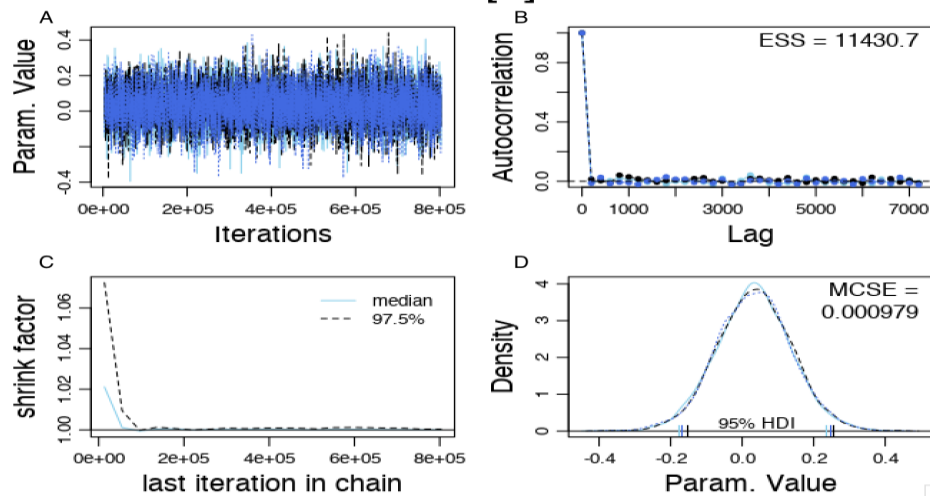 A
Param. Value
0.4
0.2
0.0
-0.4
0e+00 2e+05 4e+05 6e+05 8e+05
Iterations
B
Autocorrelation
0.8
0.4
0.0
ESS = 11430.7
0 1000 3000 5000 7000
Lag
C
shrink factor
1.06
1.04
1.02
1.00
median
97.5%
0e+00 2e+05 4e+05 6e+05 8e+05
last iteration in chain
D
Density
4
3
2
1
0
MCSE =
0.000979
95% HDI
-0.4 -0.2 0.0 0.2 0.4
Param. Value